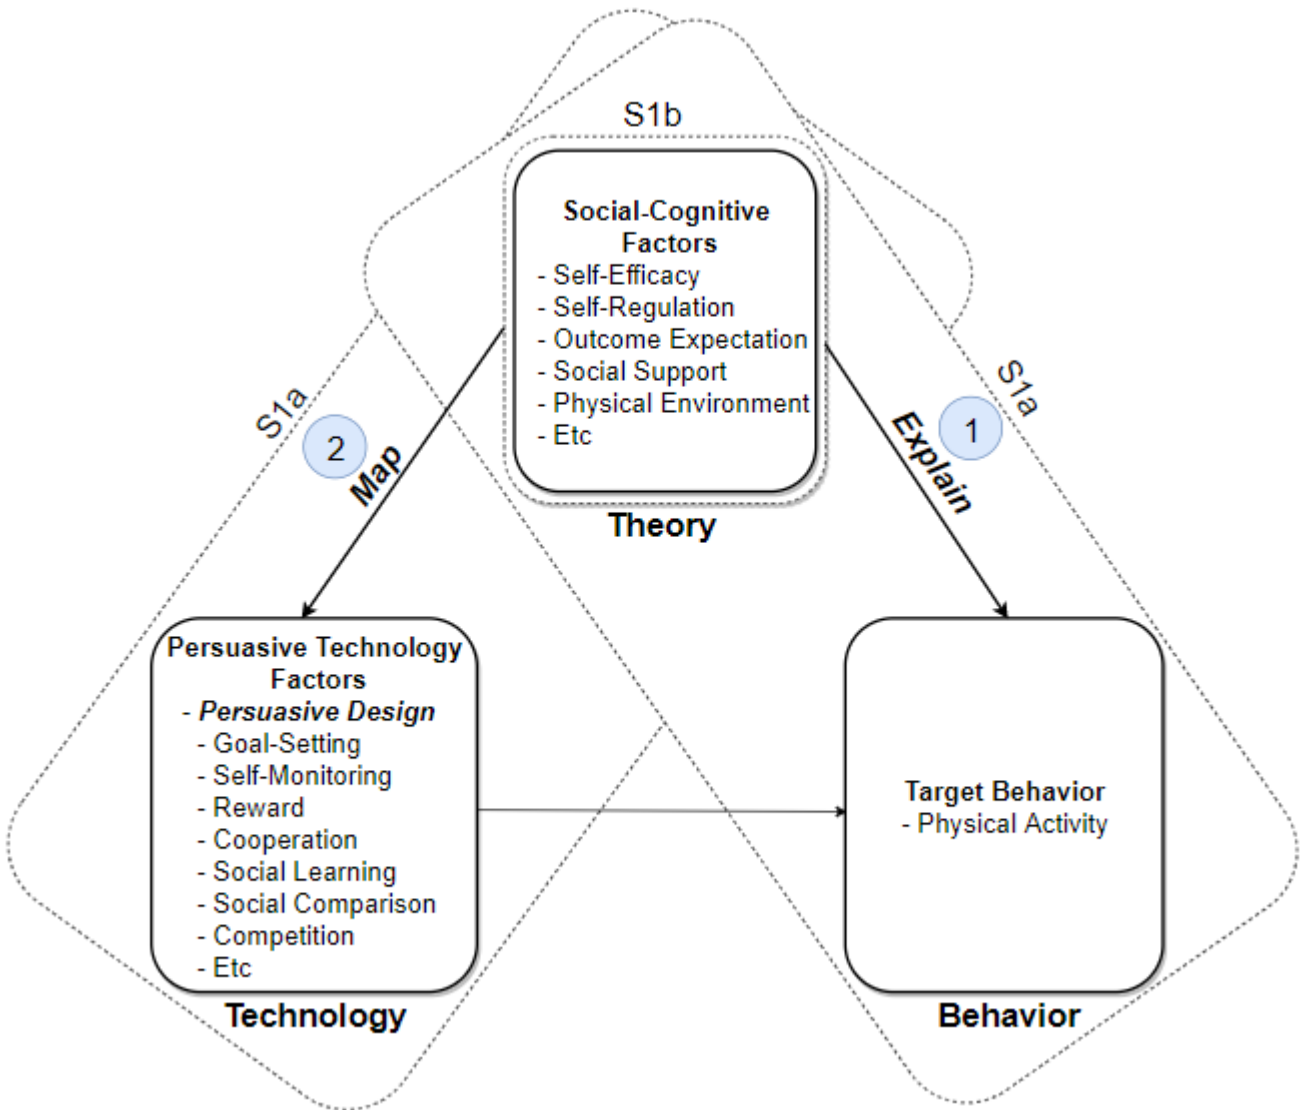 S1b
Social-Cognitive
Factors
- Self-Efficacy
- Self-Regulation
- Outcome Expectation
- Social Support
- Physical Environment
- Etc
Theory
S1a
2
Map
S1a
1
Explain
Persuasive Technology
Factors
- Persuasive Design
- Goal-Setting
- Self-Monitoring
- Reward
- Cooperation
- Social Learning
- Social Comparison
- Competition
- Etc
Technology
Target Behavior
- Physical Activity
Behavior